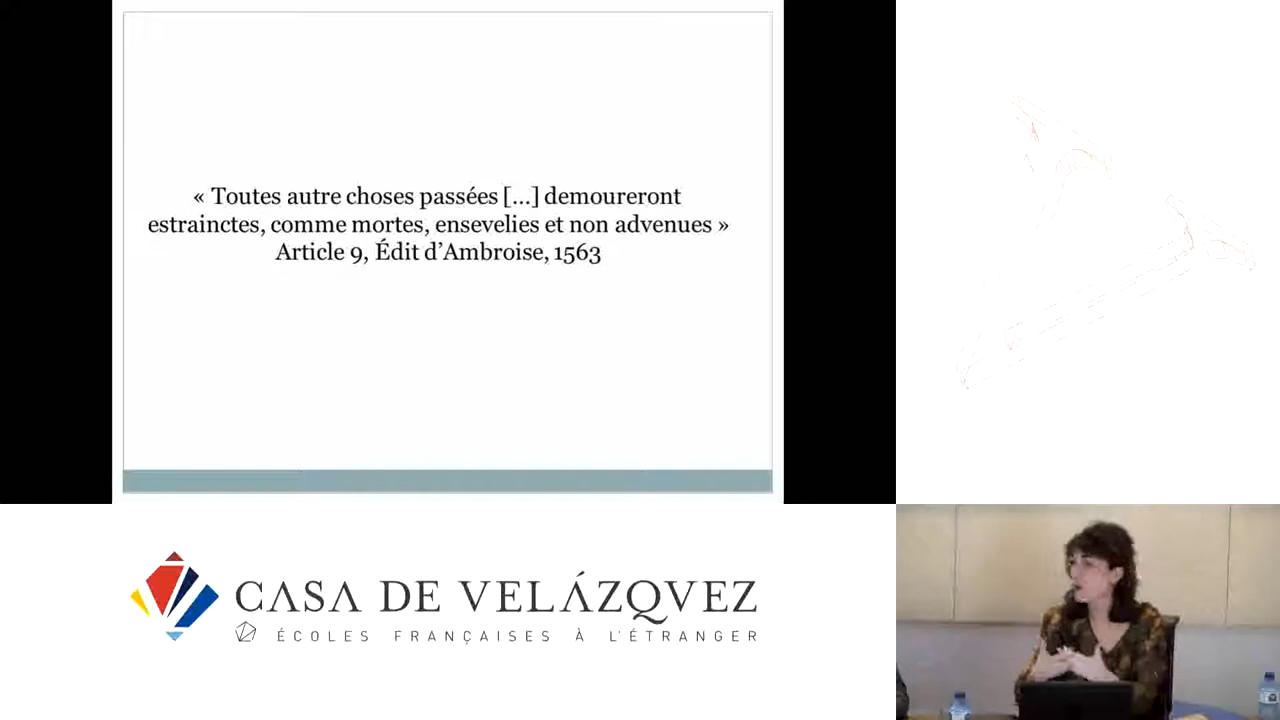 « Toutes autre choses passées [...] demoureront
estrainctes, comme mortes, ensevelies et non advenues »
Article 9, Édit d’Ambroise, 1563
CASA DE VELÁZQVEZ
ÉCOLES FRANÇAISES À L'ÉTRANGER